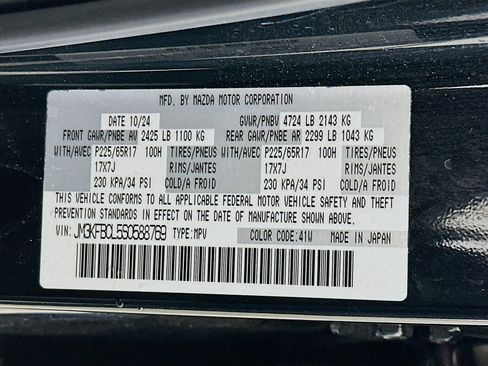 MFD. BY MAZDA MOTOR CORPORATION
DATE 10/24 GVWR/PNBV 4724 LB 2143 KG
FRONT GAWR/PNBE AV 2425 LB 1100 KG REAR GAWR/PNBE AR 2299 LB 1043 KG
WITH/AVEC P225/65R17 100H TIRES/PNEUS WITH/AVEC P225/65R17 100H TIRES/PNEUS
17X7J RIMS/JANTES 17X7J RIMS/JANTES
230 KPA/34 PSI COLD/A FROID 230 KPA/34 PSI COLD/A FROID
THIS VEHICLE CONFORMS TO ALL APPLICABLE FEDERAL MOTOR VEHICLE SAFETY AND THEFT
PREVENTION STANDARDS IN EFFECT ON THE DATE OF MANUFACTURE SHOWN ABOVE.
VIN: JM3KFBCL5S0588769 TYPE: MPV COLOR CODE: 41W MADE IN JAPAN